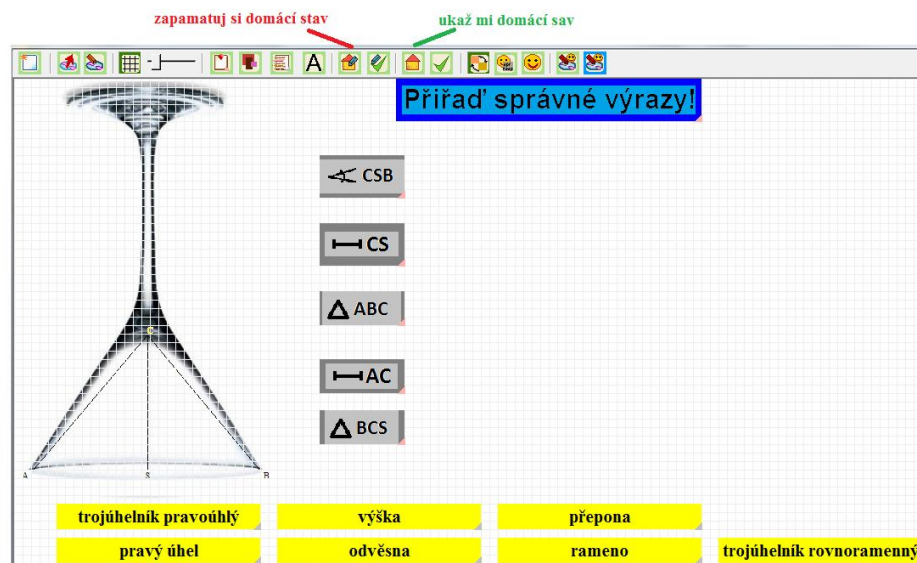 zapamatuj si domácí stav
ukaž mi domácí sav
A
Přiřaď správné výrazy!
CSB
CS
ABC
C
AC
BCS
A S B
trojúhelník pravoúhlý výška přepona
pravý úhel odvěsna rameno trojúhelník rovnoramenný